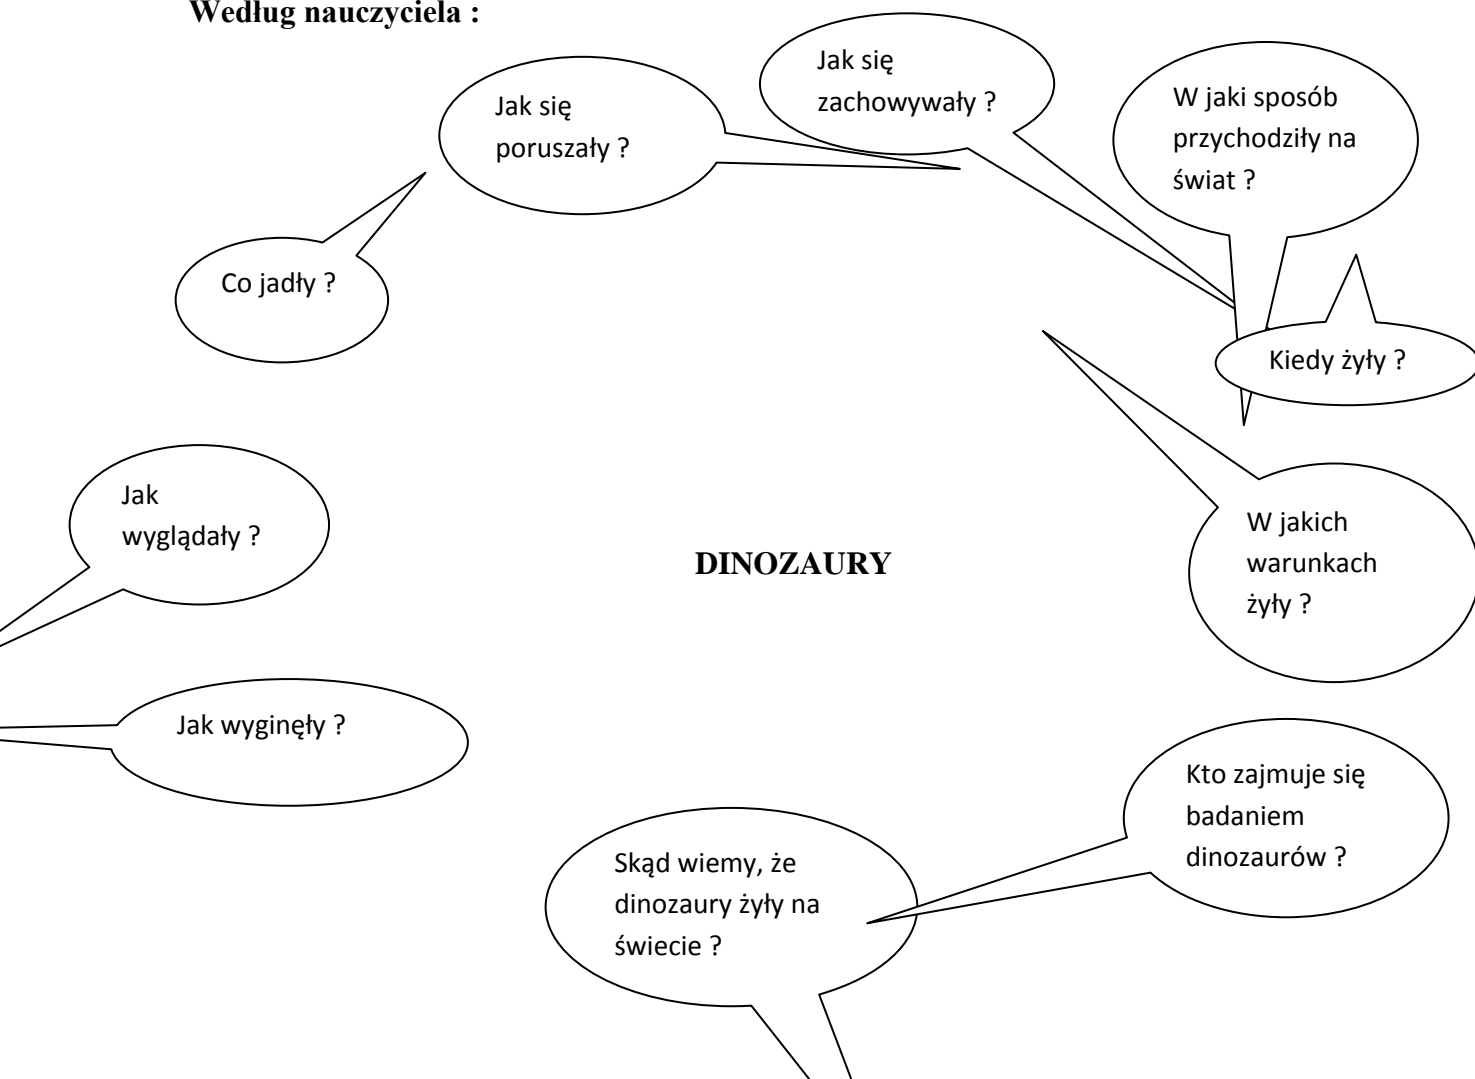 Według nauczyciela :
Jak się
poruszały ?
Jak się
zachowywały ?
W jaki sposób
przychodziły na
świat ?
Co jadły ?
Kiedy żyły ?
Jak
wyglądały ?
DINOZAURY
W jakich
warunkach
żyły ?
Jak wyginęły ?
Kto zajmuje się
badaniem
dinozaurów ?
Skąd wiemy, że
dinozaury żyły na
świecie ?